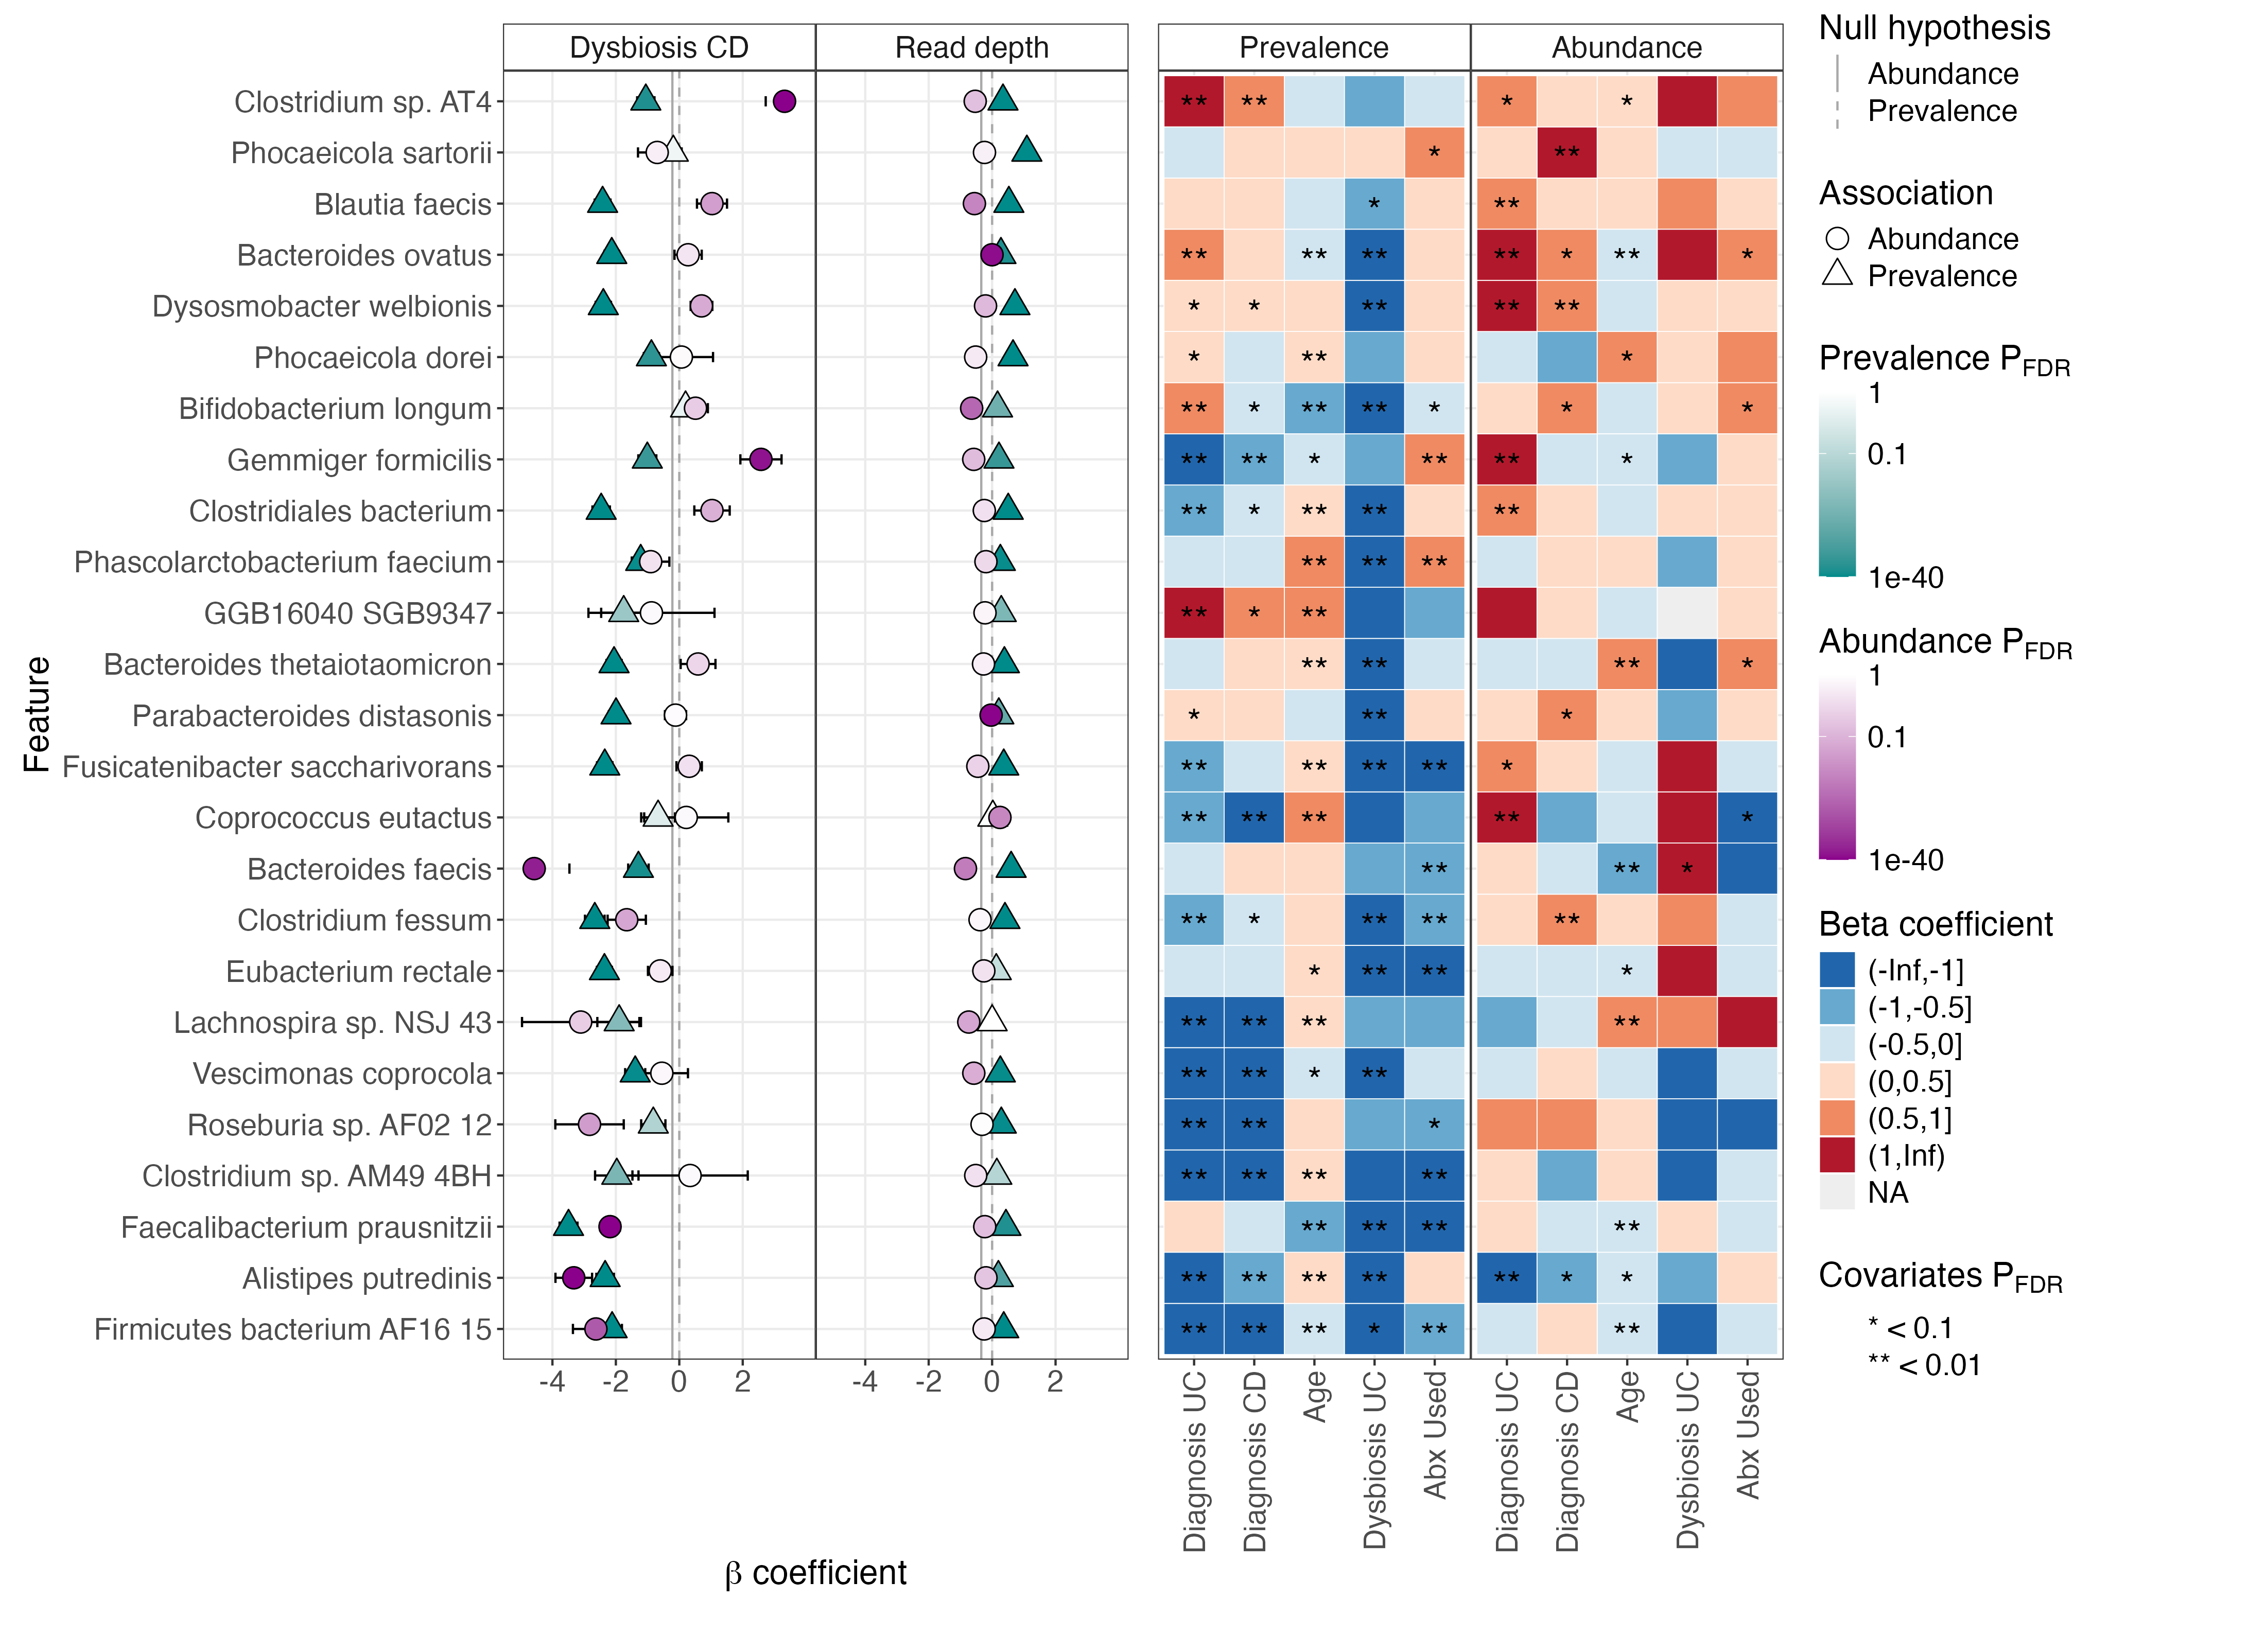 Dysbiosis CD
Read depth
Prevalence
Abundance
Feature
Clostridium sp. AT4
Phocaeicola sartorii
Blautia faecis
Bacteroides ovatus
Dysosmobacter welbionis
Phocaeicola dorei
Bifidobacterium longum
Gemmiger formicilis
Clostridiales bacterium
Phascolarctobacterium faecium
GGB16040 SGB9347
Bacteroides thetaiotaomicron
Parabacteroides distasonis
Fusicatenibacter saccharivorans
Coprococcus eutactus
Bacteroides faecis
Clostridium fessum
Eubacterium rectale
Lachnospira sp. NSJ 43
Vescimonas coprocola
Roseburia sp. AF02 12
Clostridium sp. AM49 4BH
Faecalibacterium prausnitzii
Alistipes putredinis
Firmicutes bacterium AF16 15
** ** * *
* **
* **
** ** ** ** * ** *
* * ** ** **
* ** *
** * ** ** * * *
** ** * ** ** *
** * ** ** **
** ** **
** * **
** ** ** *
* ** *
** ** ** ** *
** ** ** ** *
** ** *
** * ** ** **
* ** ** *
** ** ** **
** ** * **
** ** *
** ** ** **
** ** ** **
** ** ** ** ** * *
** ** ** * ** **
-4 -2 0 2
-4 -2 0 2
β coefficient
Diagnosis UC
Diagnosis CD
Age
Dysbiosis UC
Abx Used
Diagnosis UC
Diagnosis CD
Age
Dysbiosis UC
Abx Used
Null hypothesis
Abundance
Prevalence
Association
Abundance
Prevalence
Prevalence P_FDR
1
0.1
1e-40
Abundance P_FDR
1
0.1
1e-40
Beta coefficient
(-Inf,-1]
(-1,-0.5]
(-0.5,0]
(0,0.5]
(0.5,1]
(1,Inf)
NA
Covariates P_FDR
* < 0.1
** < 0.01